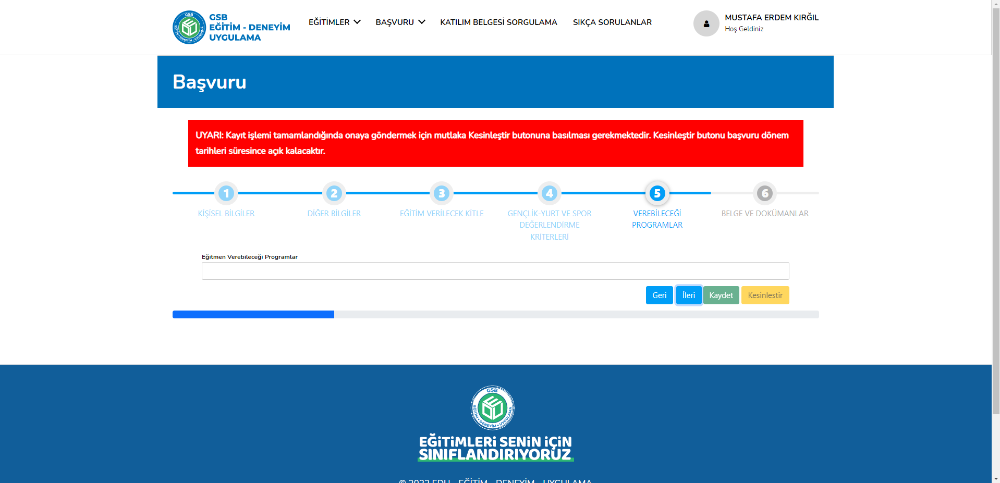 GSB
EĞİTİM - DENEYİM
UYGULAMA
EĞİTİMLER
BAŞVURU
KATILIM BELGESİ SORGULAMA
SIKÇA SORULANLAR
MUSTAFA ERDEM KIRĞIL
Hoş Geldiniz
Başvuru
UYARI: Kayıt işlemi tamamlandığında onaya göndermek için mutlaka Kesinleştir butonuna basılması gerekmektedir. Kesinleştir butonu başvuru dönem
tarihleri süresince açık kalacaktır.
1
2
3
4
5
6
KİŞİSEL BİLGİLER
DİĞER BİLGİLER
EĞİTİM VERİLECEK KİTLE
GENÇLİK-YURT VE SPOR
DEĞERLENDİRME
KRİTERLERİ
VEREBİLECEĞİ
PROGRAMLAR
BELGE VE DOKÜMANLAR
Eğitmen Verebileceği Programlar
Geri
İleri
Kaydet
Kesinlestir
GSB
EĞİTİM • DENEYİM • UYGULAMA
EĞİTİMLERİ SENİN İÇİN
SINIFLANDIRIYORUZ
© 2022 EDU - EĞİTİM - DENEYİM - UYGULAMA